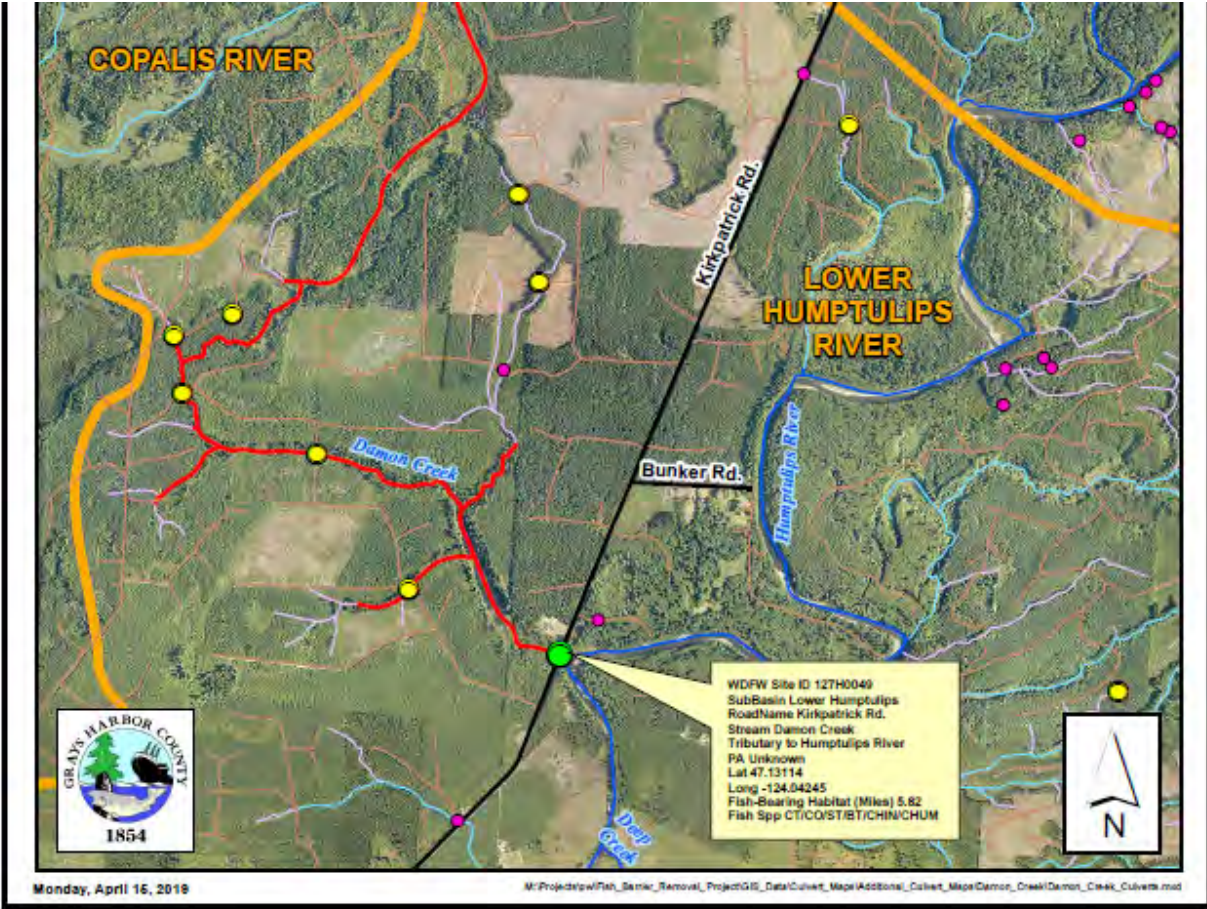 COPALIS RIVER
Kirkpatrick Rd.
LOWER
HUMPTULIPS
RIVER
Damon Creek
Bunker Rd.
Humptulips River
WDFW Site ID 127H0049
SubBasin Lower Humptulips
RoadName Kirkpatrick Rd.
Stream Damon Creek
Tributary to Humptulips River
PA Unknown
Lat 47.13114
Long -124.04245
Fish-Bearing Habitat (Miles) 5.82
Fish Spp CT/CO/ST/BT/CHIN/CHUM
GRAYS HARBOR COUNTY
1854
Deep
Creek
N
Monday, April 15, 2019
M:\Projects\pw\Fish_Barrier_Removal_Project\GIS_Data\Culvert_Maps\Additional_Culvert_Maps\Damon_Creek\Damon_Creek_Culverts.mxd